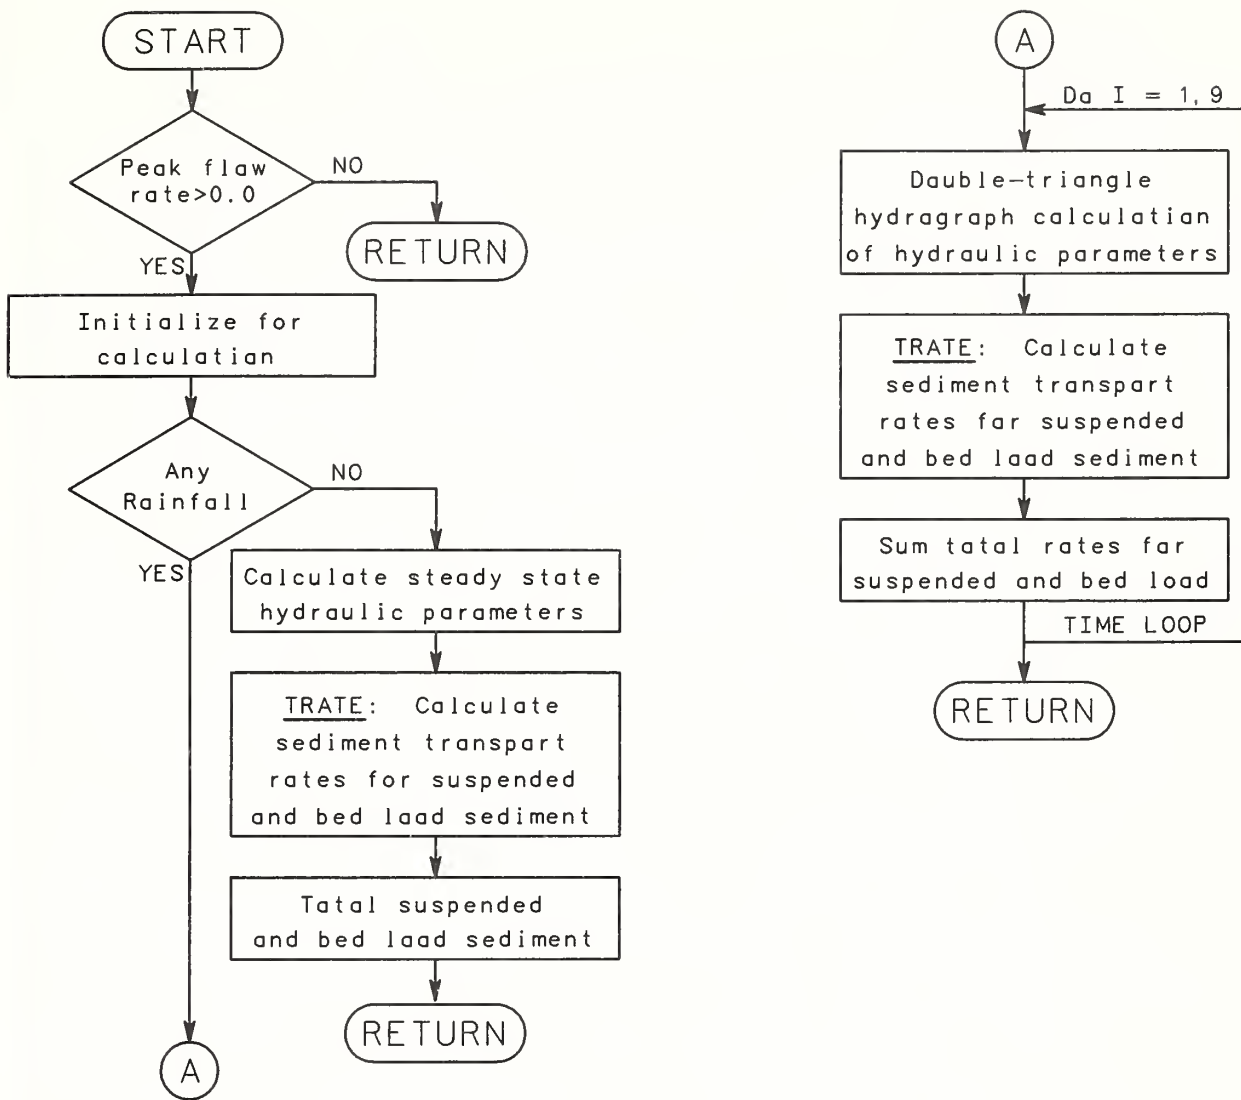 START
Peak flaw
rate>0.0
NO
RETURN
YES
Initialize for
calculatian
Any
Rainfall
NO
YES
Calculate steady state
hydraulic parameters
TRATE: Calculate
sediment transpart
rates for suspended
and bed laad sediment
Tatal suspended
and bed laad sediment
RETURN
A
A
Da I = 1,9
Dauble-triangle
hydragraph calculatian
of hydraulic parameters
TRATE: Calculate
sediment transpart
rates far suspended
and bed laad sediment
Sum tatal rates far
suspended and bed load
TIME LOOP
RETURN